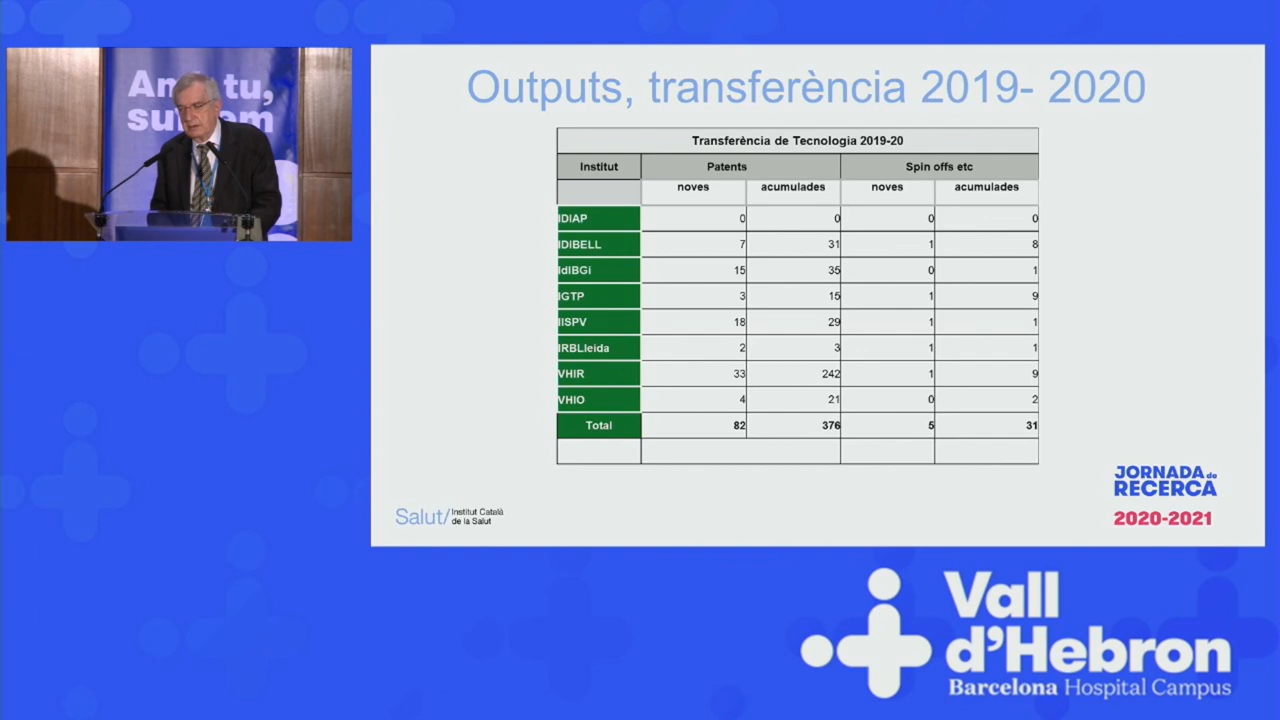 Amb tu,
sumem
Outputs, transferència 2019- 2020
Transferència de Tecnologia 2019-20
Institut Patents Spin offs etc
noves acumulades noves acumulades
IDIAP 0 0 0 0
IDIBELL 7 31 1 8
IdIBGi 15 35 0 1
IGTP 3 15 1 9
IISPV 18 29 1 1
IRBLleida 2 3 1 1
VHIR 33 242 1 9
VHIO 4 21 0 2
Total 82 376 5 31
Salut/ Institut Català
de la Salut
JORNADA de
RECERCA
2020-2021
Vall
d'Hebron
Barcelona Hospital Campus